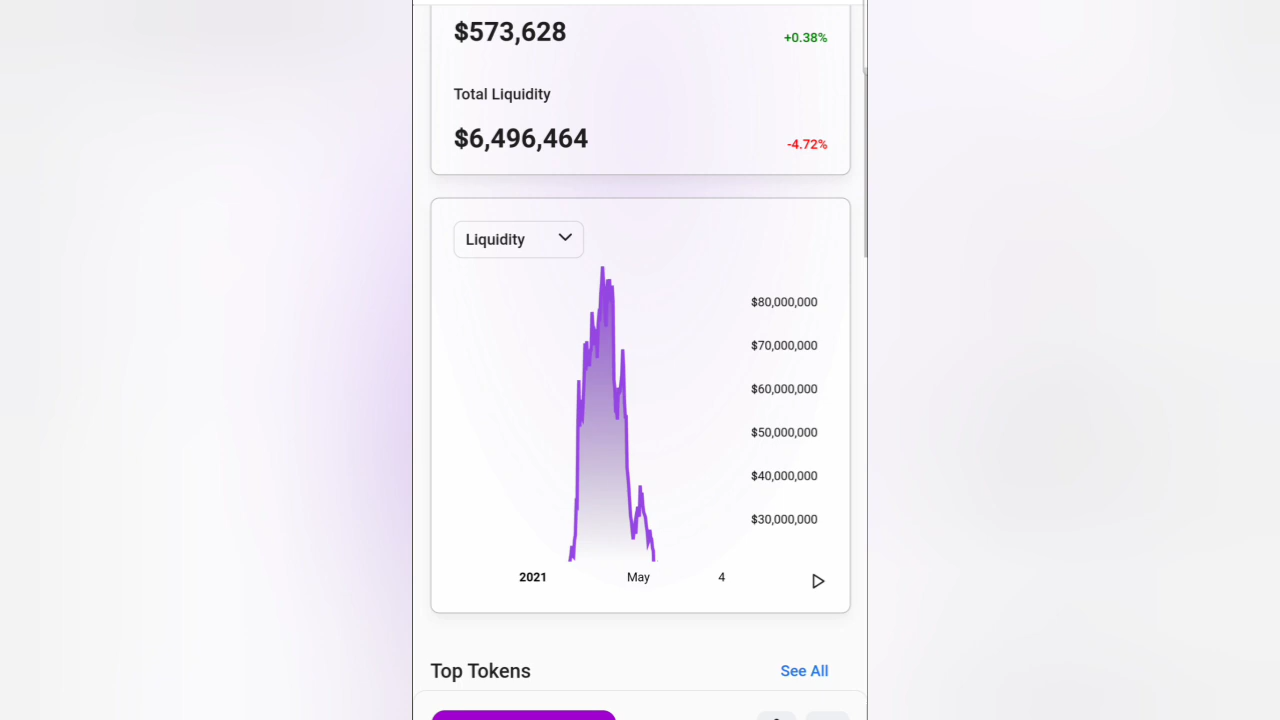 $573,628
+0.38%
Total Liquidity
$6,496,464
-4.72%
Liquidity
$80,000,000
$70,000,000
$60,000,000
$50,000,000
$40,000,000
$30,000,000
2021 May 4
Top Tokens
See All